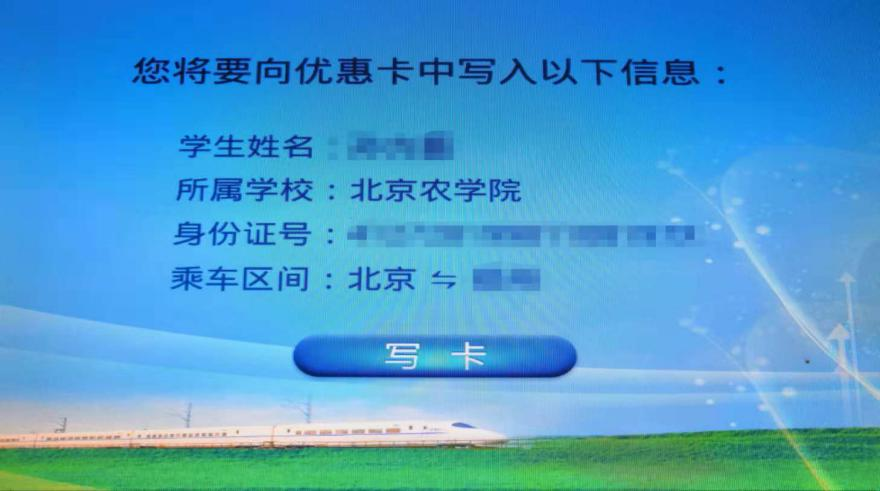 您将要向优惠卡中写入以下信息：
学生姓名：
所属学校：北京农学院
身份证号：
乘车区间：北京 ⇋
写 卡